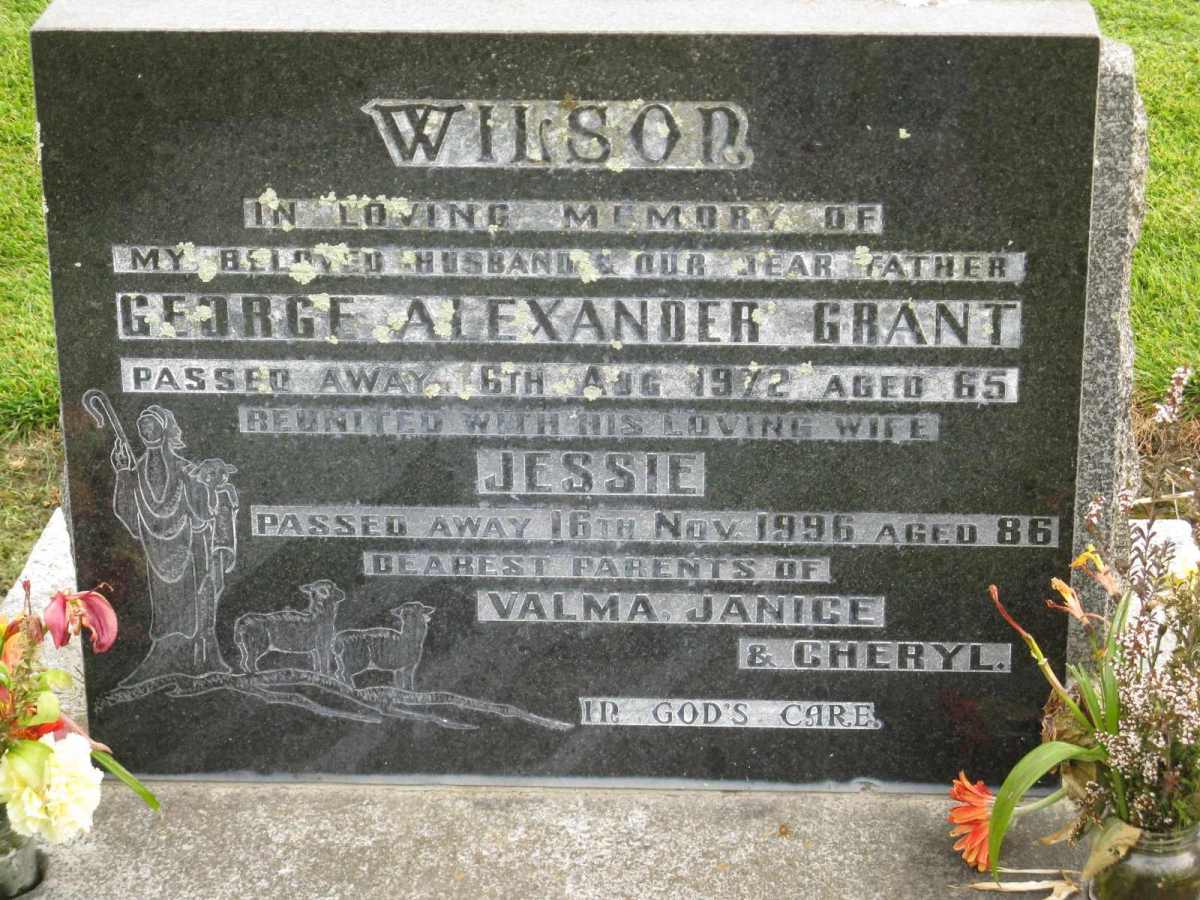 WILSON
IN LOVING MEMORY OF
MY BELOVED HUSBAND & OUR DEAR FATHER
GEORGE ALEXANDER GRANT
PASSED AWAY 16TH AUG 1972 AGED 65
REUNITED WITH HIS LOVING WIFE
JESSIE
PASSED AWAY 16TH NOV. 1996 AGED 86
DEAREST PARENTS OF
VALMA, JANICE
& CHERYL.
IN GOD'S CARE.